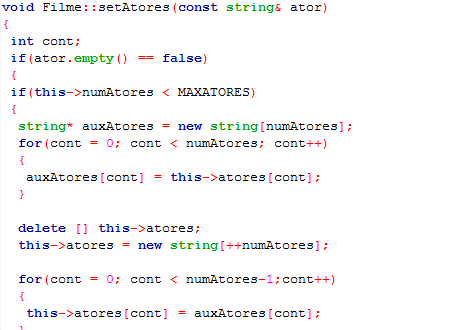 void Filme::setAtores(const string& ator)
{
int cont;
if(ator.empty() == false)
{
if(this->numAtores < MAXATORES)
{
string* auxAtores = new string[numAtores];
for(cont = 0; cont < numAtores; cont++)
{
auxAtores[cont] = this->atores[cont];
}
delete [] this->atores;
this->atores = new string[++numAtores];
for(cont = 0; cont < numAtores-1;cont++)
{
this->atores[cont] = auxAtores[cont];
}